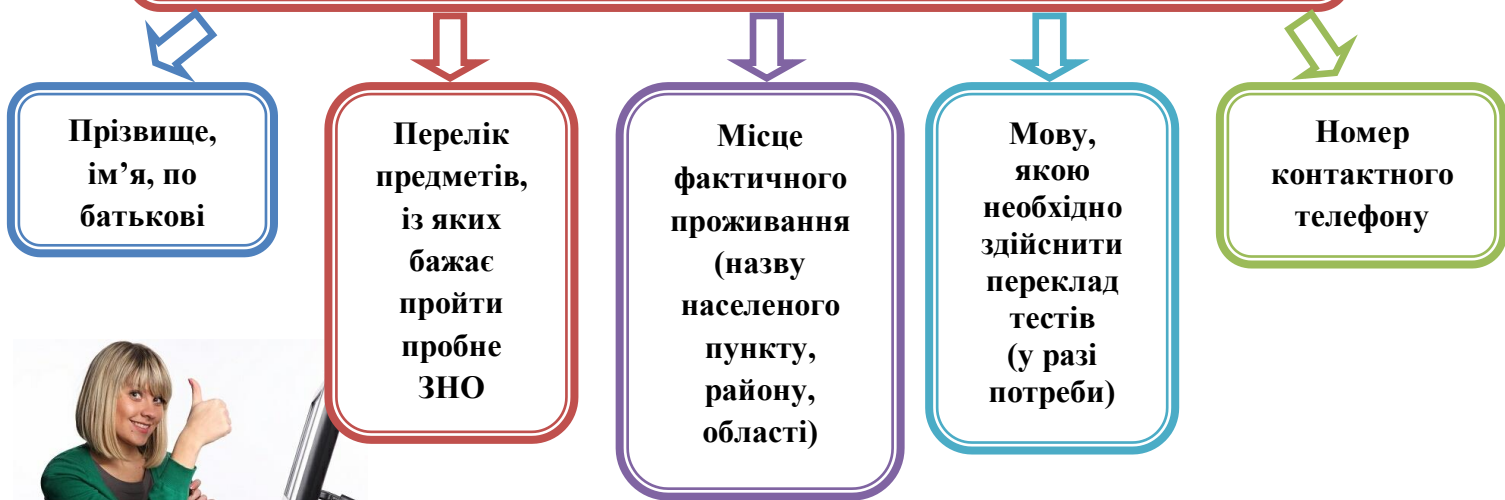 Прізвище,
ім’я, по
батькові
Перелік
предметів,
із яких
бажає
пройти
пробне
ЗНО
Місце
фактичного
проживання
(назву
населеного
пункту,
району,
області)
Мову,
якою
необхідно
здійснити
переклад
тестів
(у разі
потреби)
Номер
контактного
телефону